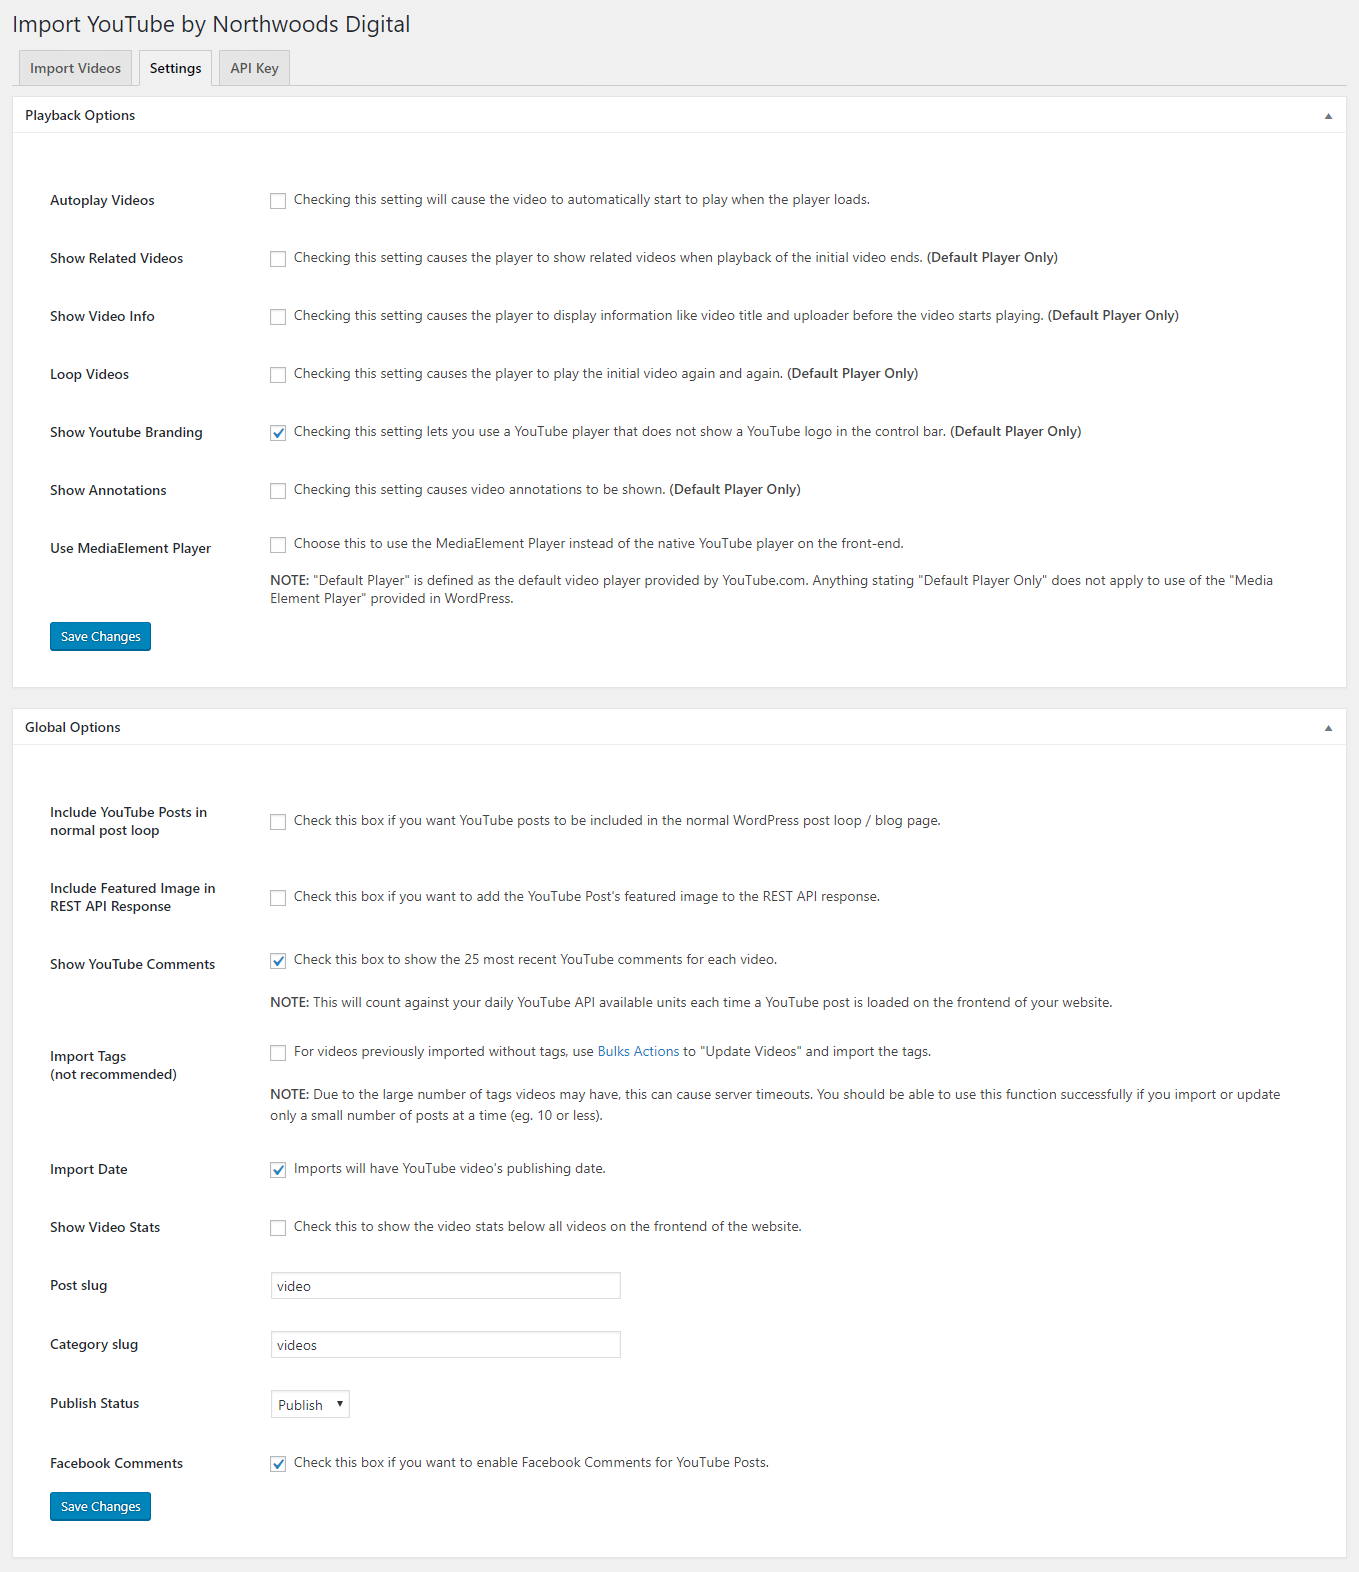 Import YouTube by Northwoods Digital
Import Videos
Settings
API Key
Playback Options
Autoplay Videos
Checking this setting will cause the video to automatically start to play when the player loads.
Show Related Videos
Checking this setting causes the player to show related videos when playback of the initial video ends. (Default Player Only)
Show Video Info
Checking this setting causes the player to display information like video title and uploader before the video starts playing. (Default Player Only)
Loop Videos
Checking this setting causes the player to play the initial video again and again. (Default Player Only)
Show Youtube Branding
Checking this setting lets you use a YouTube player that does not show a YouTube logo in the control bar. (Default Player Only)
Show Annotations
Checking this setting causes video annotations to be shown. (Default Player Only)
Use MediaElement Player
Choose this to use the MediaElement Player instead of the native YouTube player on the front-end.
NOTE: "Default Player" is defined as the default video player provided by YouTube.com. Anything stating "Default Player Only" does not apply to use of the "Media
Element Player" provided in WordPress.
Save Changes
Global Options
Include YouTube Posts in
normal post loop
Check this box if you want YouTube posts to be included in the normal WordPress post loop / blog page.
Include Featured Image in
REST API Response
Check this box if you want to add the YouTube Post's featured image to the REST API response.
Show YouTube Comments
Check this box to show the 25 most recent YouTube comments for each video.
NOTE: This will count against your daily YouTube API available units each time a YouTube post is loaded on the frontend of your website.
Import Tags
(not recommended)
For videos previously imported without tags, use Bulks Actions to "Update Videos" and import the tags.
NOTE: Due to the large number of tags videos may have, this can cause server timeouts. You should be able to use this function successfully if you import or update
only a small number of posts at a time (eg. 10 or less).
Import Date
Imports will have YouTube video's publishing date.
Show Video Stats
Check this to show the video stats below all videos on the frontend of the website.
Post slug
video
Category slug
videos
Publish Status
Publish
Facebook Comments
Check this box if you want to enable Facebook Comments for YouTube Posts.
Save Changes